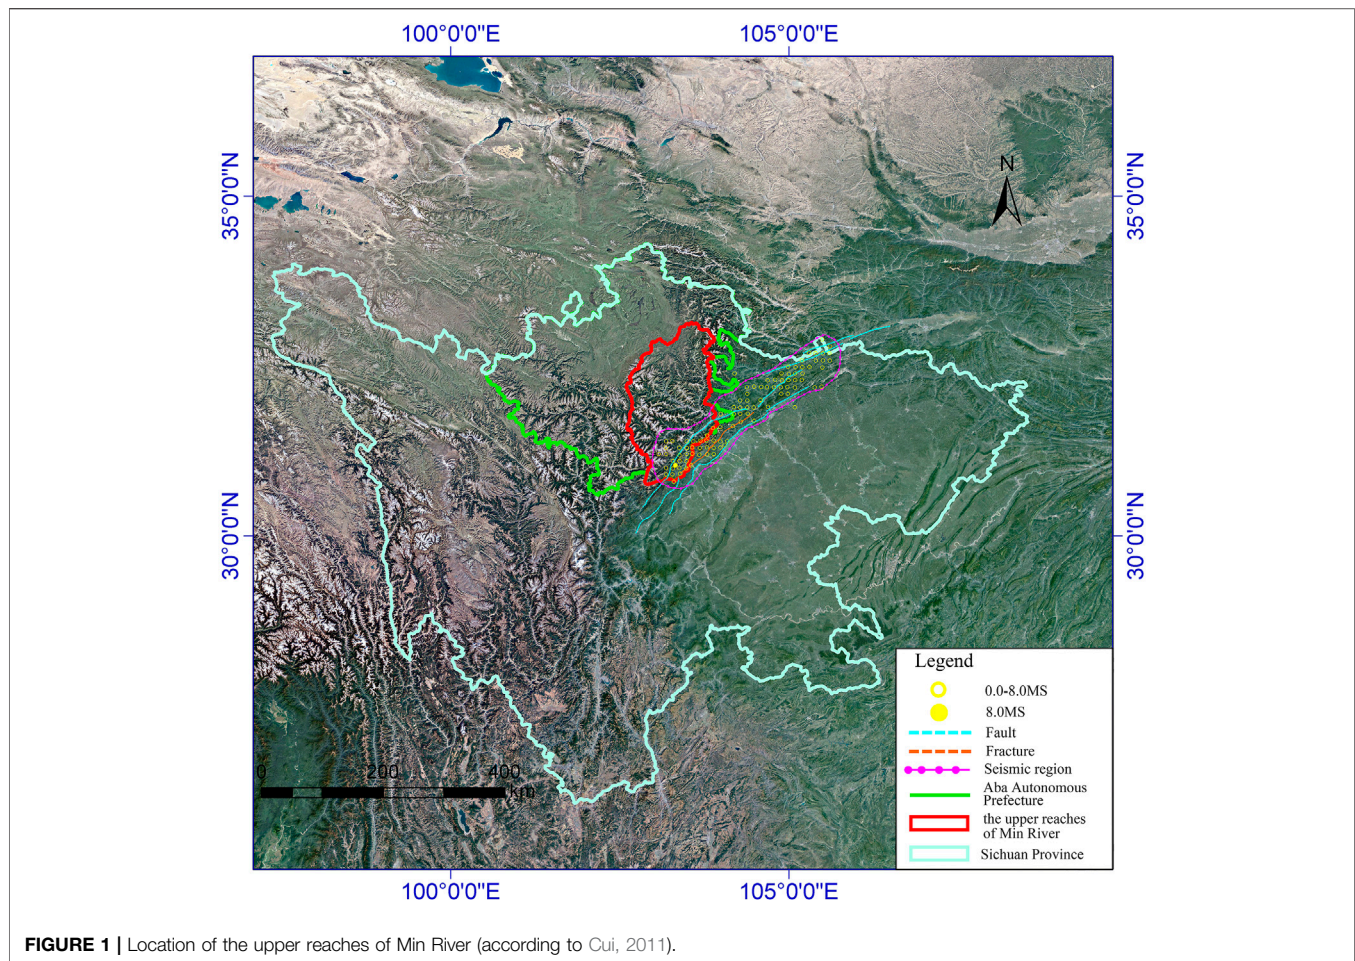 100°0'0"E
105°0'0"E
35°0'0"N
35°0'0"N
N
30°0'0"N
30°0'0"N
0
200
400
km
Legend
0.0-8.0MS
8.0MS
Fault
Fracture
Seismic region
Aba Autonomous
Prefecture
the upper reaches
of Min River
Sichuan Province
100°0'0"E
105°0'0"E
FIGURE 1 | Location of the upper reaches of Min River (according to Cui, 2011).